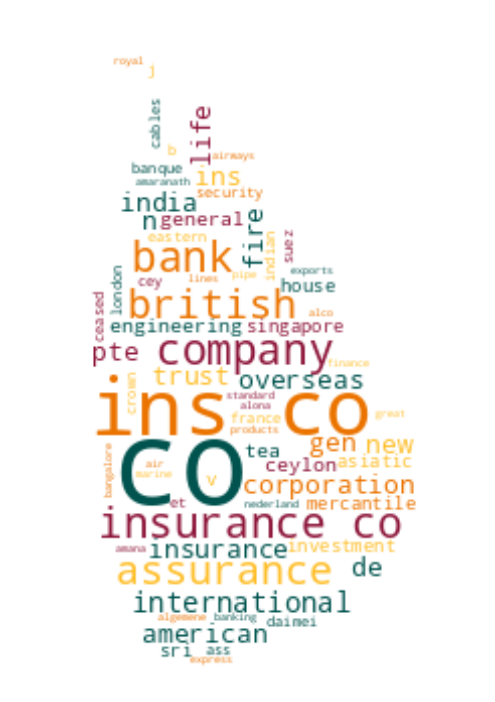 royal
j
cables
life
b
airways
banque
amaranath
ins
security
india
n general
fire
eastern
indian
suez
bank
london
cey
lines
pipe
exports
house
ceased
british
alco
engineering singapore
pte company
finance
crown
trust overseas
standard
alona
ins co
france
great
products
co
tea
gen new
bangalore
air
marine
v
ceylon asiatic
corporation
et
nederland mercantile
insurance co
amana insurance investment
assurance de
international
algemene banking daimei
american
sri ass
express